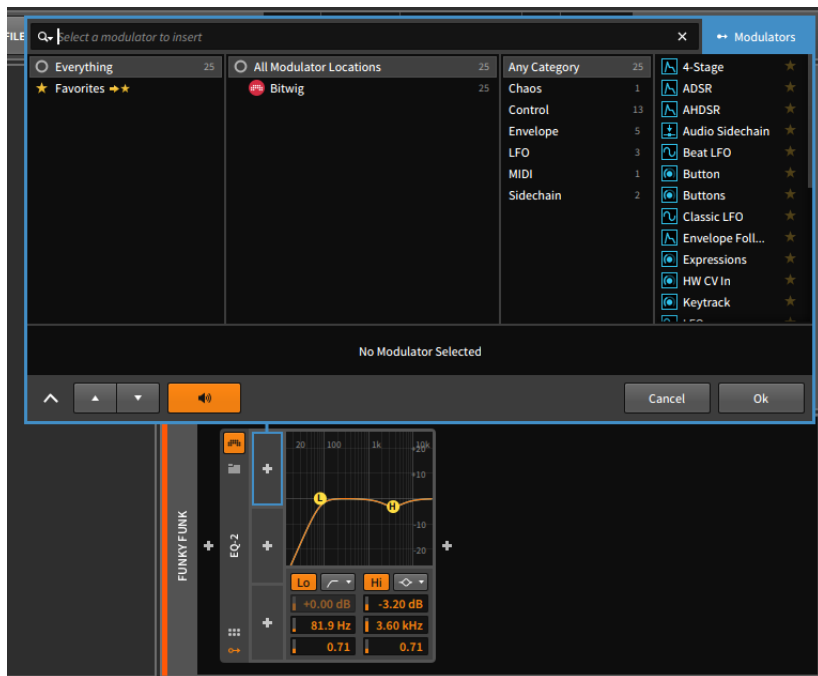 FILE
Select a modulator to insert
Modulators
Everything 25
Favorites
All Modulator Locations 25
Bitwig 25
Any Category 25
Chaos 1
Control 13
Envelope 5
LFO 3
MIDI 1
Sidechain 2
4-Stage
ADSR
AHDSR
Audio Sidechain
Beat LFO
Button
Buttons
Classic LFO
Envelope Foll...
Expressions
HW CV In
Keytrack
No Modulator Selected
Cancel
Ok
FUNKY FUNK
EQ-2
20 100 1k 10k
+20
+10
-10
-20
L
H
Lo
Hi
+0.00 dB -3.20 dB
81.9 Hz 3.60 kHz
0.71 0.71